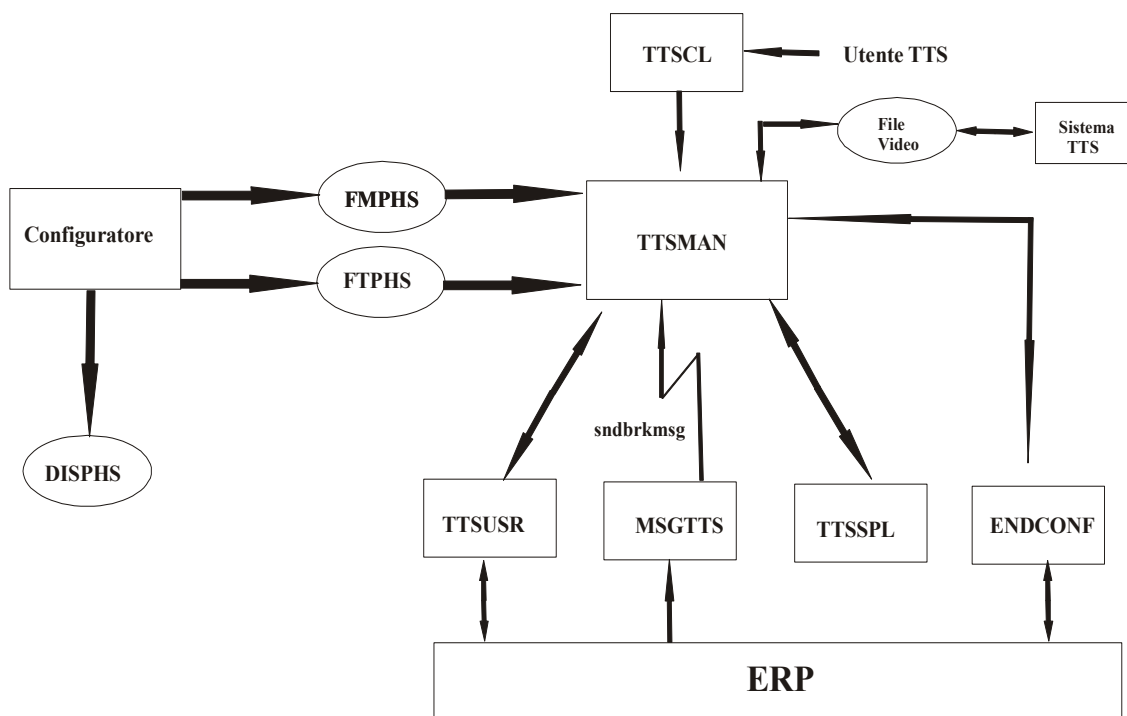 TTSCL
Utente TTS
File
Video
Sistema
TTS
FMPHS
Configuratore
TTSMAN
FTPHS
sndbrkmsg
DISPHS
TTSUSR
MSGTTS
TTSSPL
ENDCONF
ERP